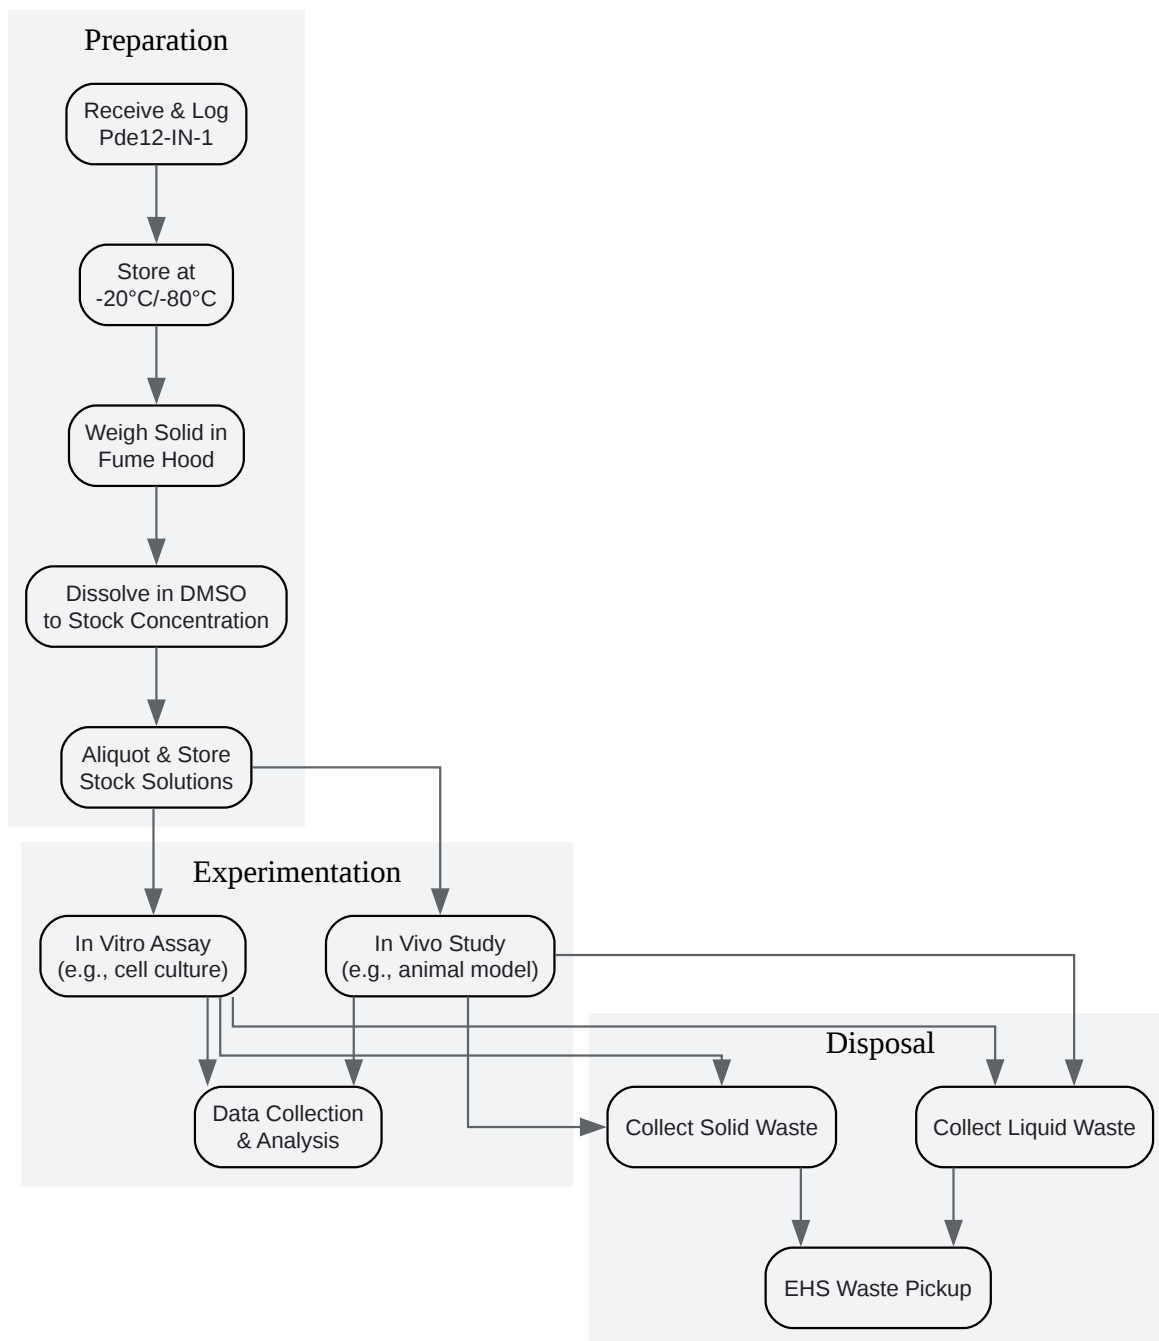 Preparation
Receive & Log
Pde12-IN-1
Store at
-20°C/-80°C
Weigh Solid in
Fume Hood
Dissolve in DMSO
to Stock Concentration
Aliquot & Store
Stock Solutions
Experimentation
In Vitro Assay
(e.g., cell culture)
In Vivo Study
(e.g., animal model)
Data Collection
& Analysis
Disposal
Collect Solid Waste
Collect Liquid Waste
EHS Waste Pickup